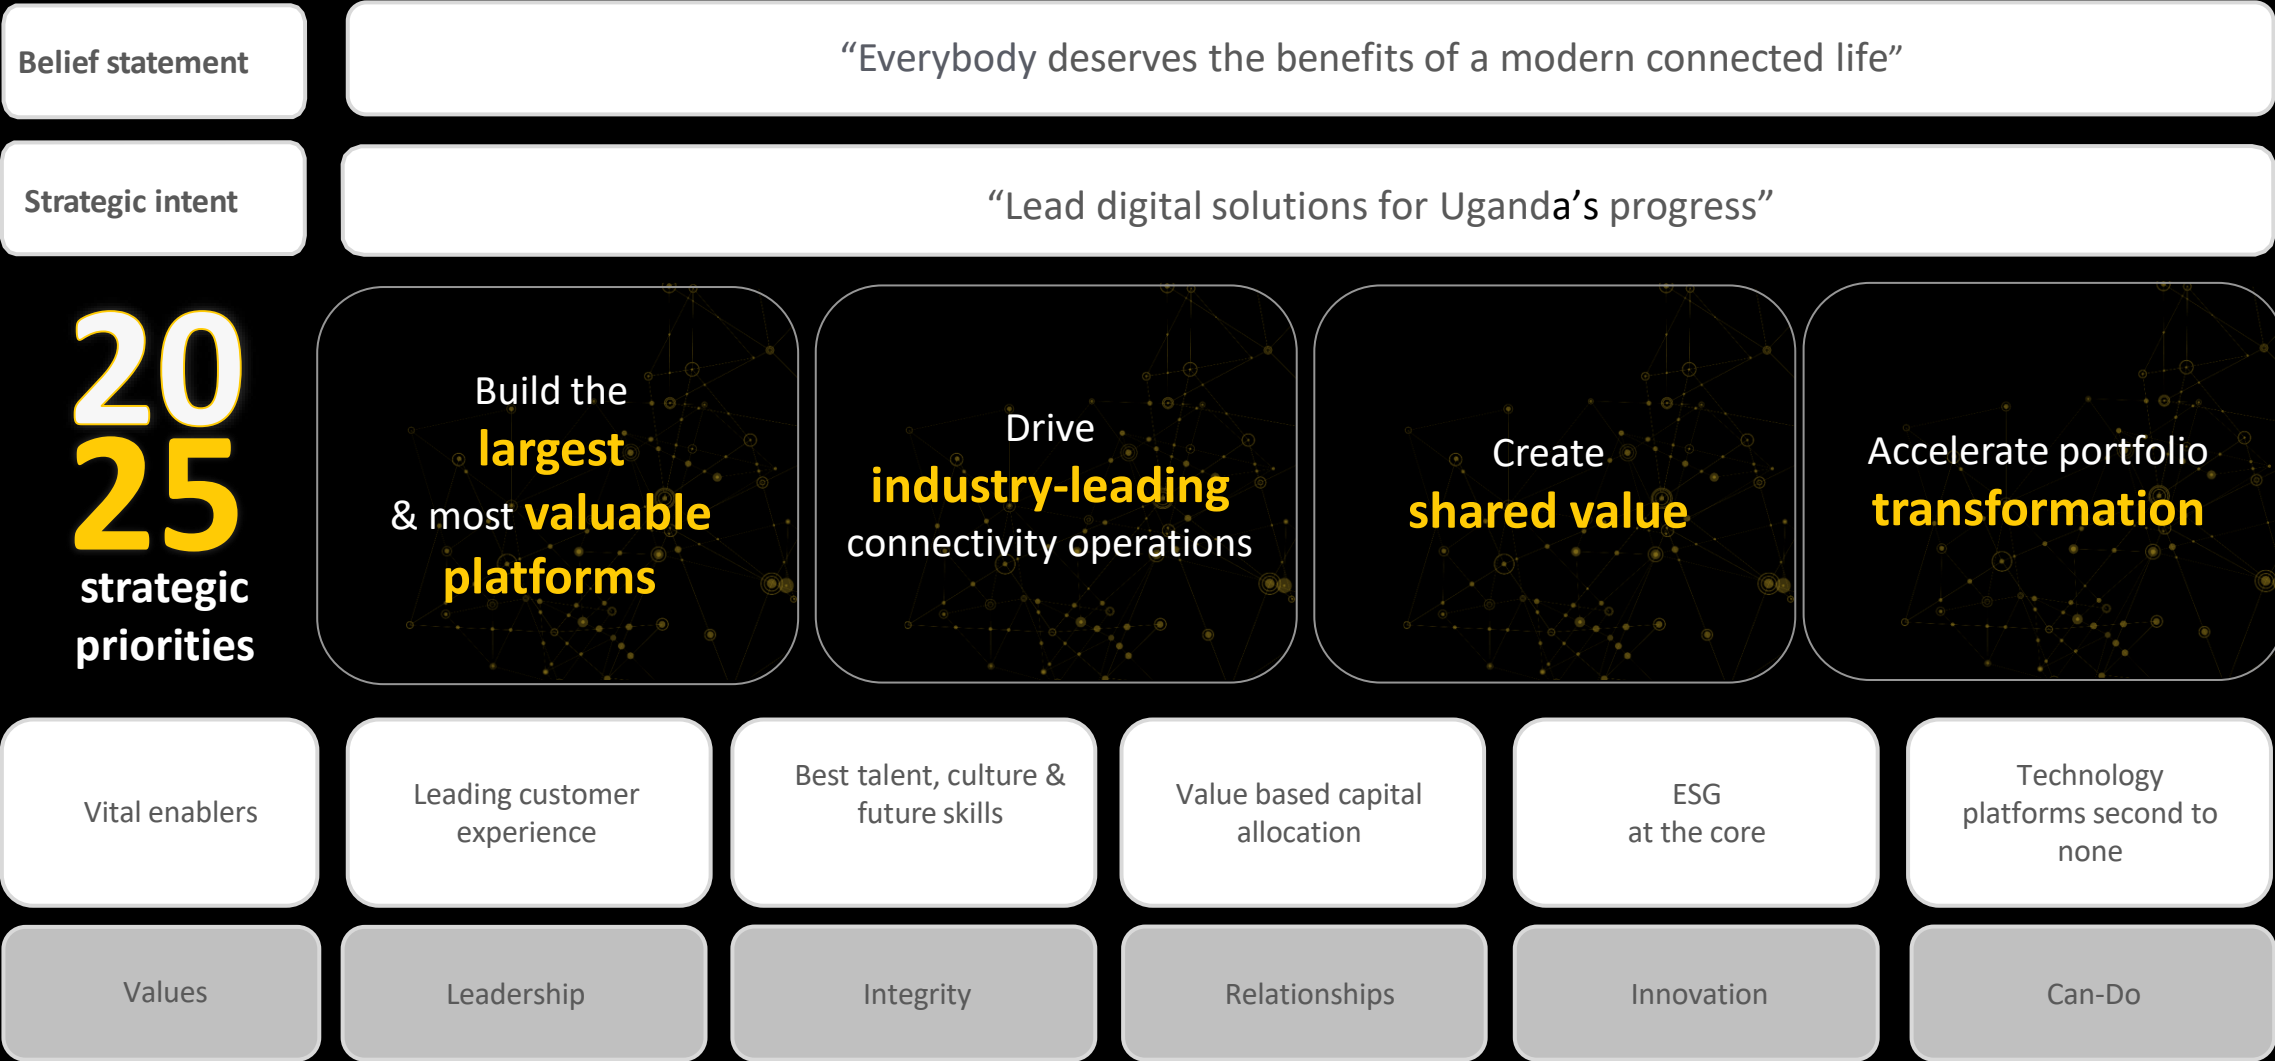 Belief statement
“Everybody deserves the benefits of a modern connected life”
Strategic intent
“Lead digital solutions for Uganda’s progress”
20
25
strategic
priorities
Build the
largest
& most valuable
platforms
Drive
industry-leading
connectivity operations
Create
shared value
Accelerate portfolio
transformation
Vital enablers
Leading customer
experience
Best talent, culture &
future skills
Value based capital
allocation
ESG
at the core
Technology
platforms second to
none
Values
Leadership
Integrity
Relationships
Innovation
Can-Do